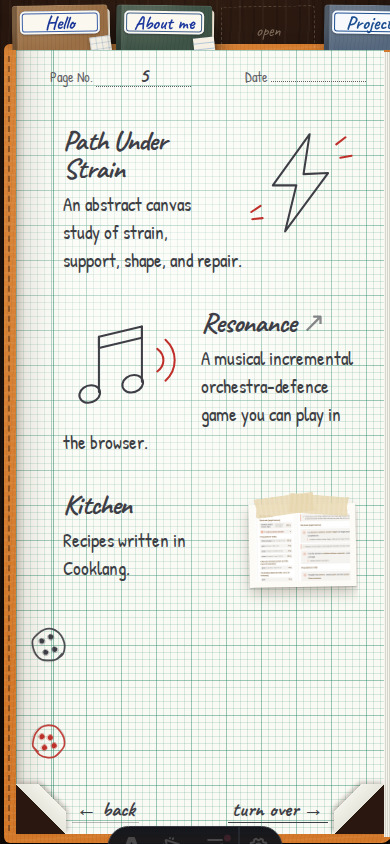 Hello
About me
open
Project
Page No. 5
Date
Path Under
Strain
An abstract canvas
study of strain,
support, shape, and repair.
Resonance ↗
A musical incremental
orchestra-defence
game you can play in
the browser.
Kitchen
Recipes written in
Cooklang.
← back
turn over →